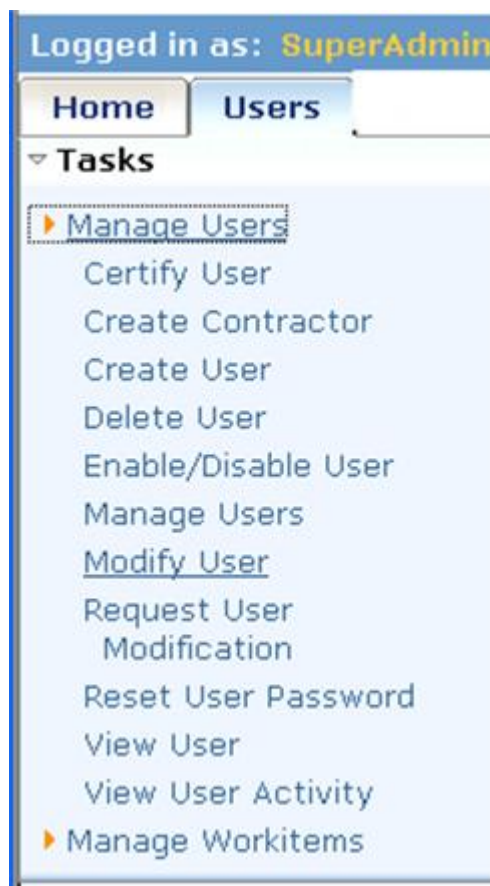 Logged in as: SuperAdmin
Home Users
Tasks
Manage Users
Certify User
Create Contractor
Create User
Delete User
Enable/Disable User
Manage Users
Modify User
Request User
Modification
Reset User Password
View User
View User Activity
Manage Workitems